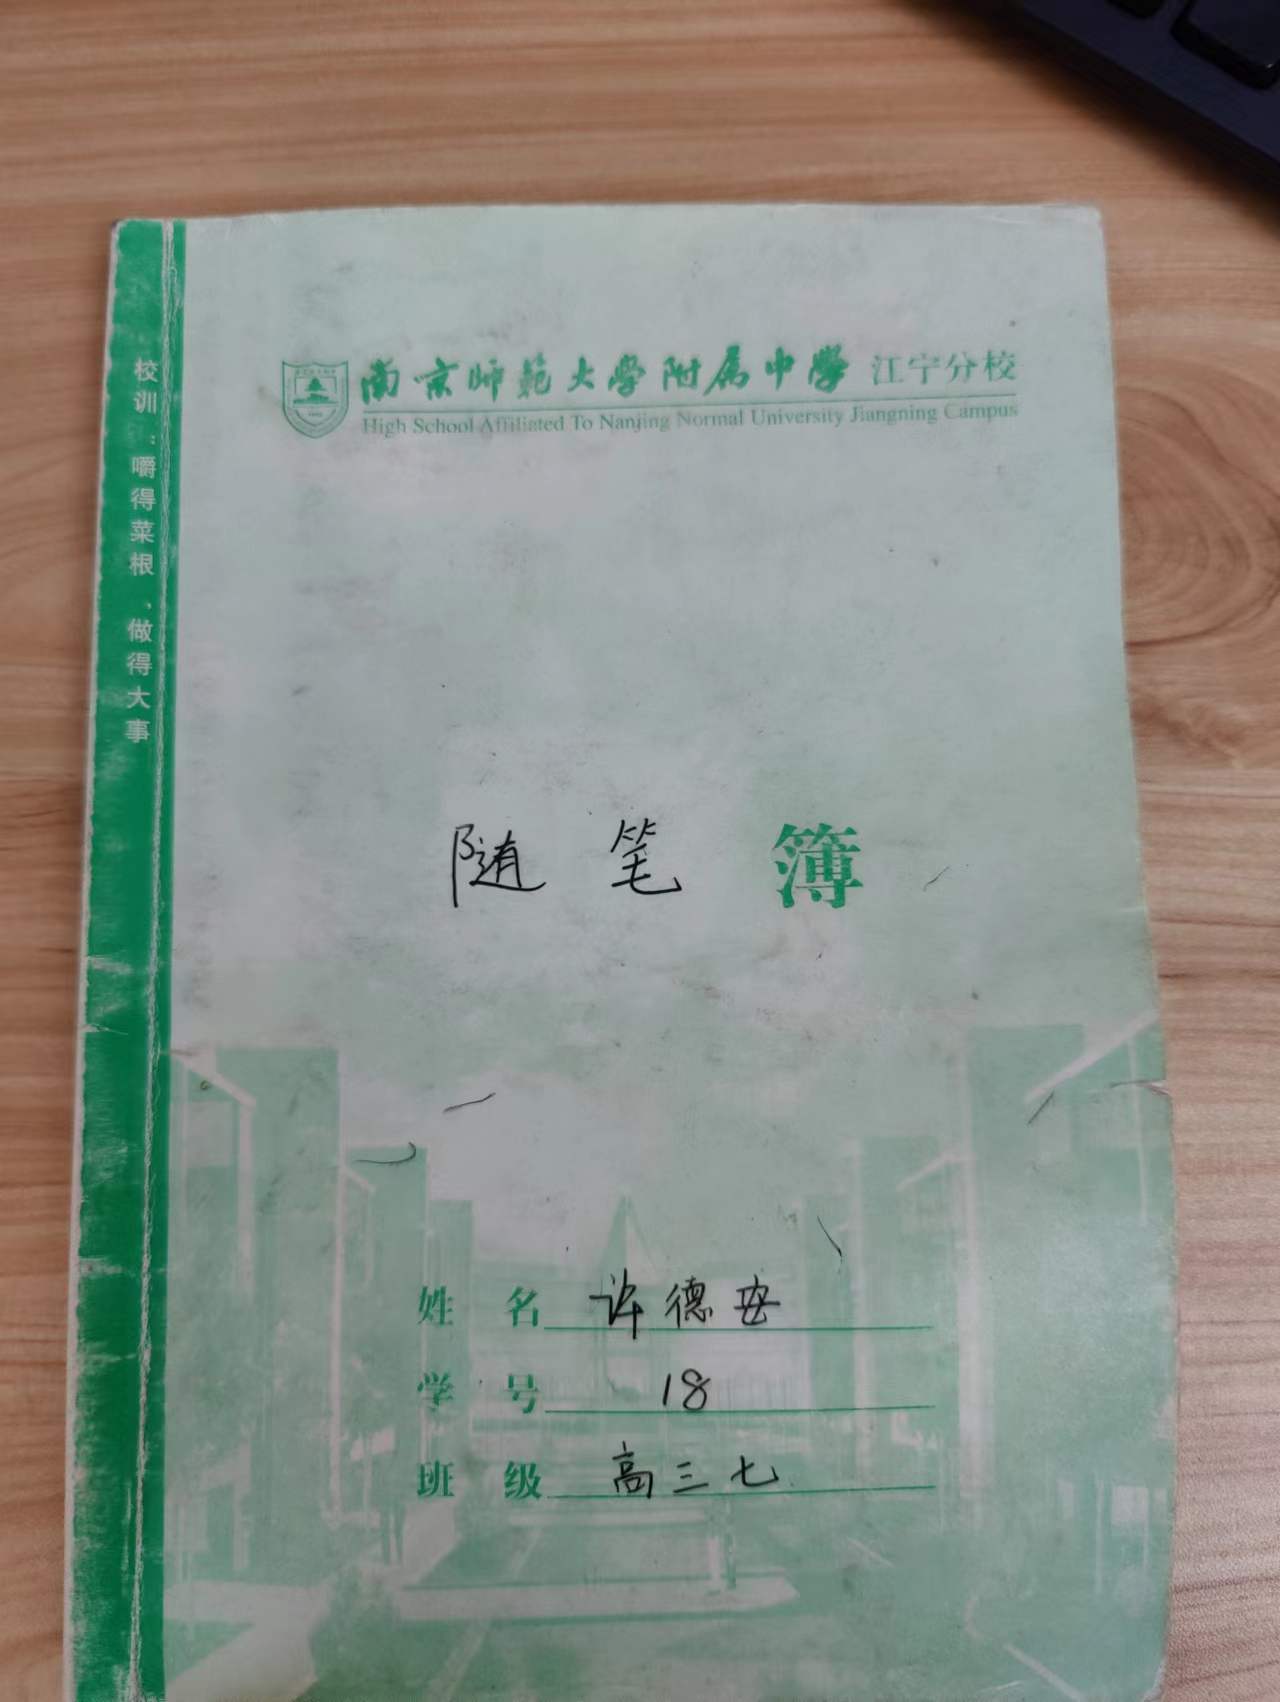 南京师范大学附属中学 江宁分校
High School Affiliated To Nanjing Normal University Jiangning Campus
校训：嚼得菜根、做得大事
随笔簿
姓名 许德安
学号 18
班级 高三七